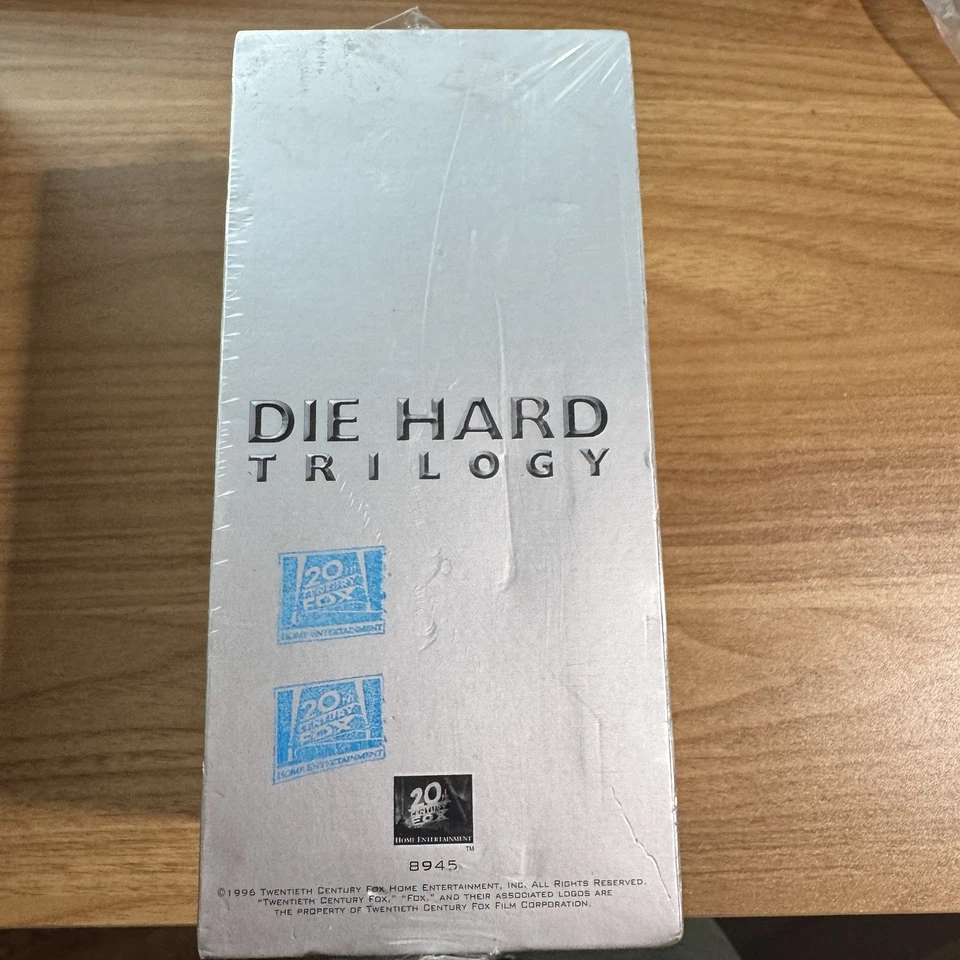 DIE HARD
TRILOGY
20TH
CENTURY
FOX
HOME ENTERTAINMENT
20TH
CENTURY
FOX
HOME ENTERTAINMENT
20
CENTURY
FOX
HOME ENTERTAINMENT
TM
8945
©1996 TWENTIETH CENTURY FOX HOME ENTERTAINMENT, INC. ALL RIGHTS RESERVED.
"TWENTIETH CENTURY FOX," "FOX," AND THEIR ASSOCIATED LOGOS ARE
THE PROPERTY OF TWENTIETH CENTURY FOX FILM CORPORATION.